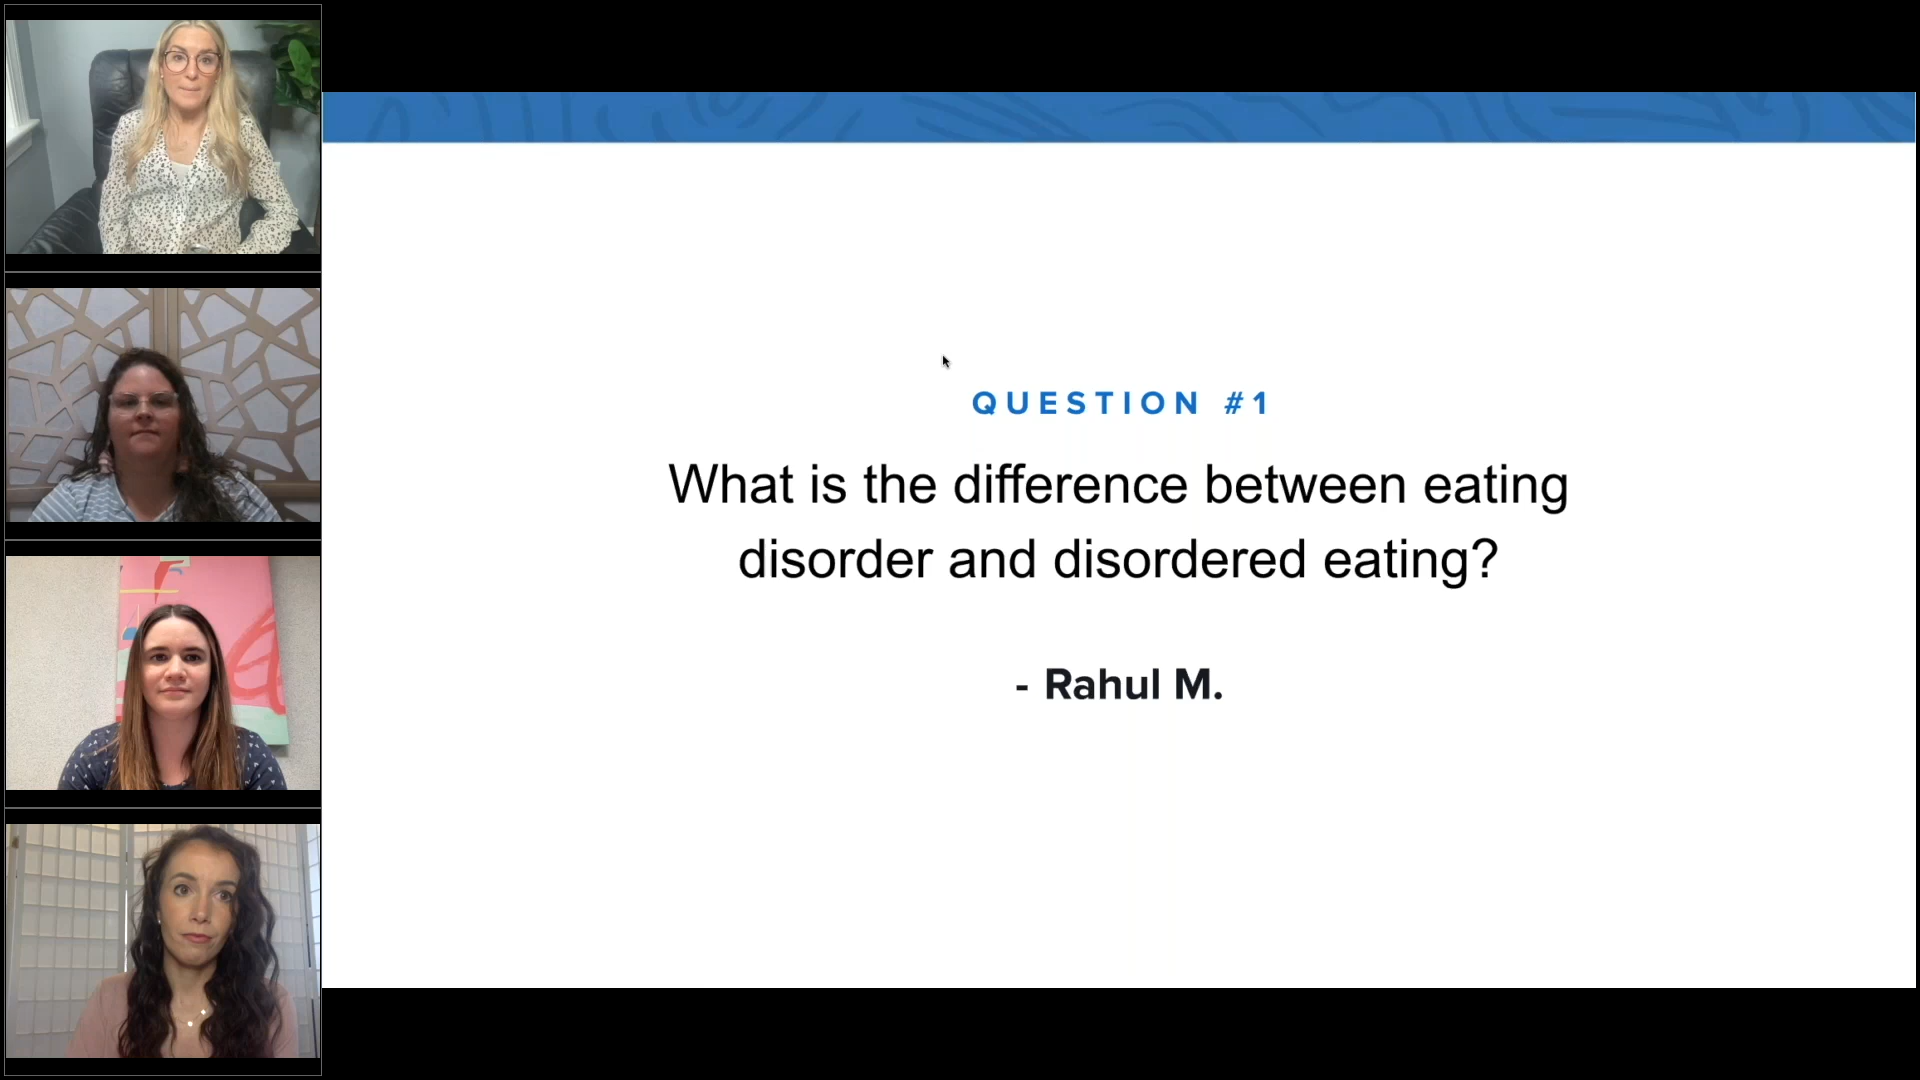 QUESTION #1
What is the difference between eating
disorder and disordered eating?
- Rahul M.